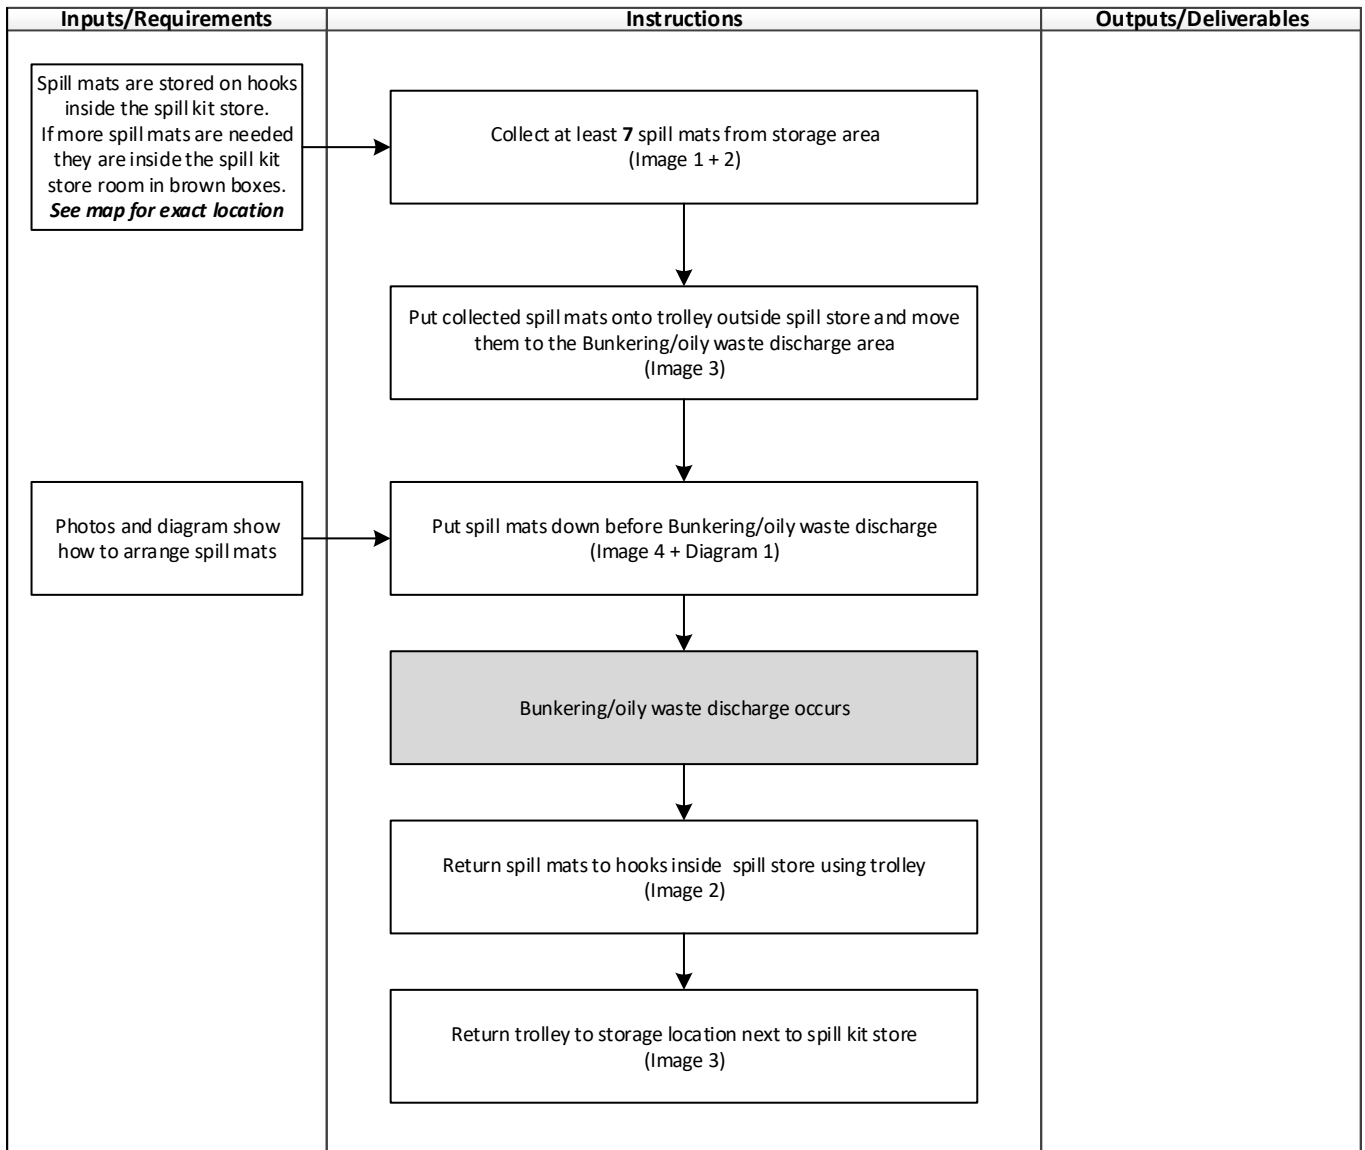 Inputs/Requirements
Instructions
Outputs/Deliverables
Spill mats are stored on hooks
inside the spill kit store.
If more spill mats are needed
they are inside the spill kit
store room in brown boxes.
See map for exact location
Collect at least 7 spill mats from storage area
(Image 1 + 2)
Put collected spill mats onto trolley outside spill store and move
them to the Bunkering/oily waste discharge area
(Image 3)
Photos and diagram show
how to arrange spill mats
Put spill mats down before Bunkering/oily waste discharge
(Image 4 + Diagram 1)
Bunkering/oily waste discharge occurs
Return spill mats to hooks inside spill store using trolley
(Image 2)
Return trolley to storage location next to spill kit store
(Image 3)